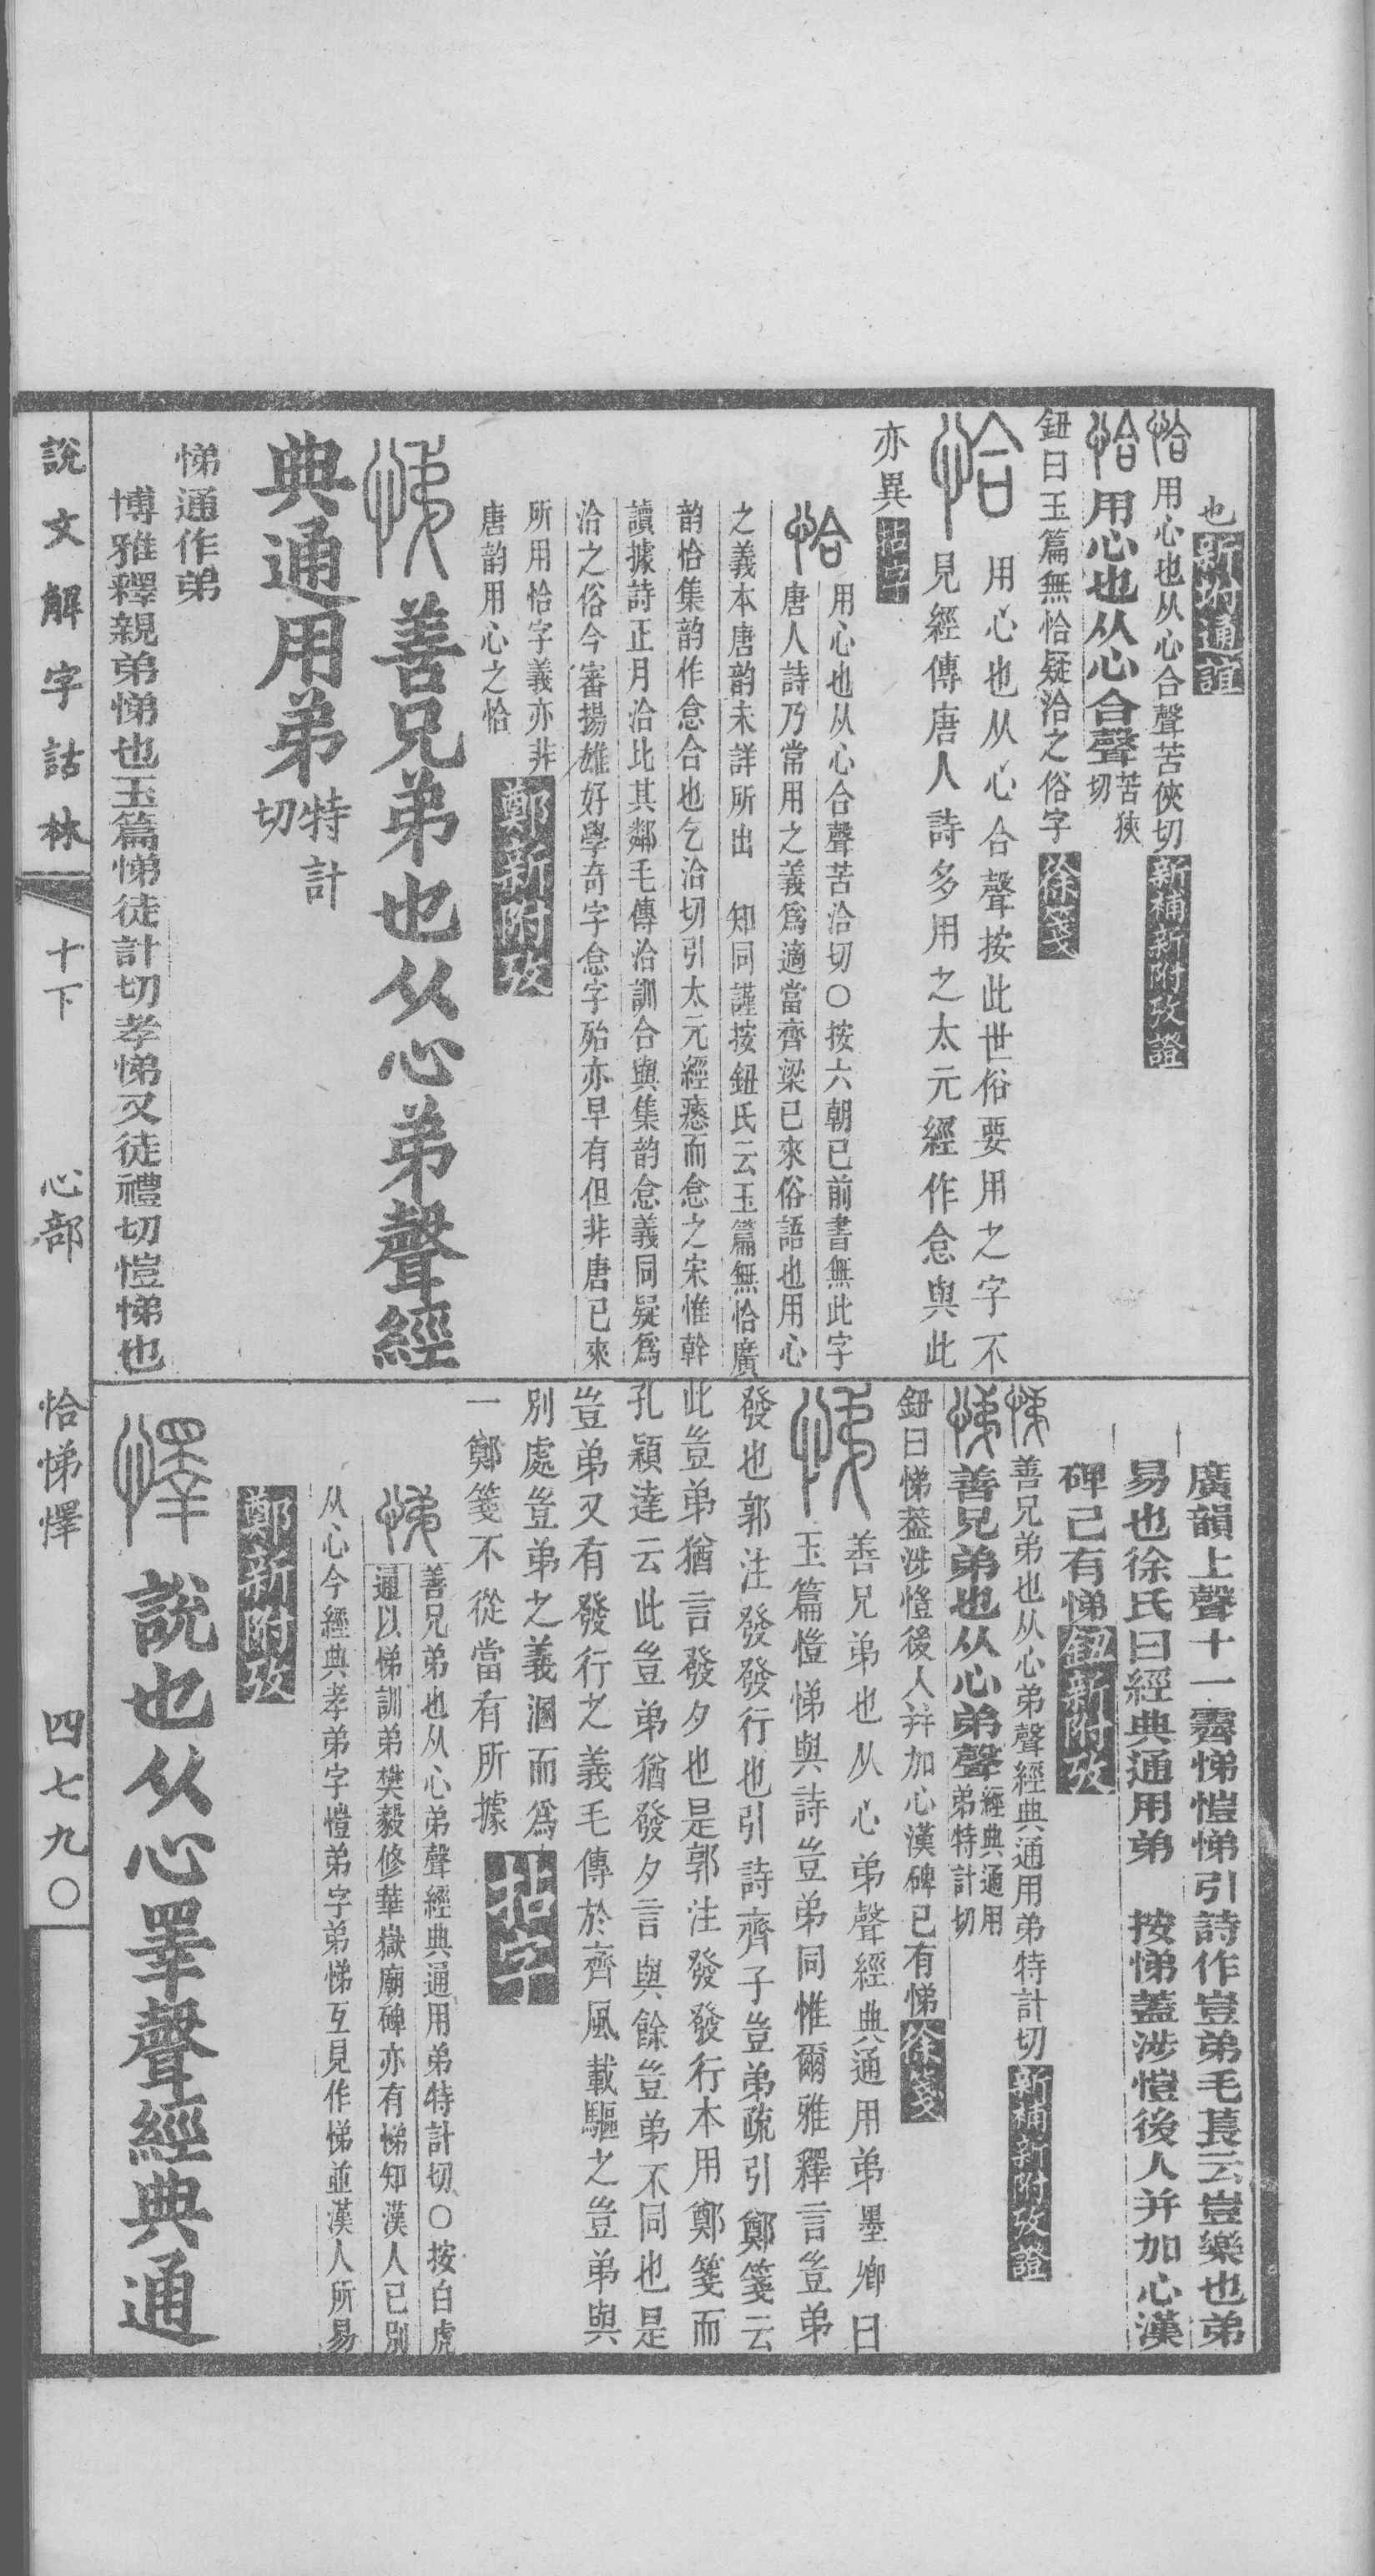 也新坿通誼
恰用心也从心合聲苦俠切新補新附攷證
恰用心也从心合聲苦狹切
鈕曰玉篇無恰疑洽之俗字徐箋
恰用心也从心合聲按此世俗要用之字不
見經傳唐人詩多用之太元經作㤷與此
亦異拈字
恰用心也从心合聲苦洽切○按六朝已前書無此字
唐人詩乃常用之義爲適當齊梁已來俗語也用心
之義本唐韵未詳所出 知同謹按鈕氏云玉篇無恰廣
韵恰集韵作㤷合也乞洽切引太元經㥶而㤷之宋惟幹
讀據詩正月洽比其鄰毛傳洽訓合與集韵㤷義同疑爲
洽之俗今審揚雄好學奇字㤷字殆亦早有但非唐已來
所用恰字義亦非
唐韵用心之恰鄭新附攷
悌善兄弟也从心弟聲經
典通用弟特計切
悌通作弟
博雅釋親弟悌也玉篇悌徒計切孝悌又徒禮切愷悌也
廣韻上聲十一薺悌愷悌引詩作豈弟毛萇云豈樂也弟
易也徐氏曰經典通用弟 按悌蓋涉愷後人并加心漢
碑已有悌鈕新附攷
悌善兄弟也从心弟聲經典通用弟特計切新補新附攷證
悌善兄弟也从心弟聲經典通用弟特計切
鈕曰悌葢涉愷後人并加心漢碑已有悌徐箋
悌善兄弟也从心弟聲經典通用弟墨卿曰
玉篇愷悌與詩豈弟同惟爾雅釋言豈弟
發也郭注發發行也引詩齊子豈弟疏引鄭箋云
此豈弟猶言發夕也是郭注發發行本用鄭箋而
孔穎達云此豈弟猶發夕言與餘豈弟不同也是
豈弟又有發行之義毛傳於齊風載驅之豈弟與
別處豈弟之義溷而爲
一鄭箋不從當有所據拈字
悌善兄弟也从心弟聲經典通用弟特計切○按白虎
通以悌訓弟樊毅修華嶽廟碑亦有悌知漢人已別
从心今經典孝弟字愷弟字弟悌互見作悌並漢人所易
鄭新附攷
懌說也从心睪聲經典通
說文解字詁林 十下 心部 恰悌懌 四七九○